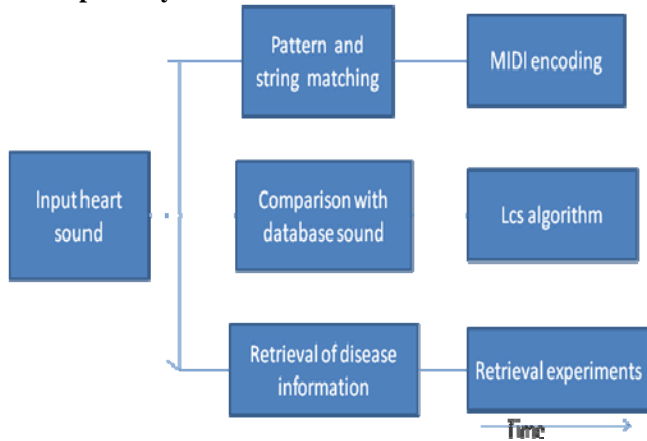 Pattern and
string matching
MIDI encoding
Input heart
sound
Comparison with
database sound
Lcs algorithm
Retrieval of disease
information
Retrieval experiments
Time